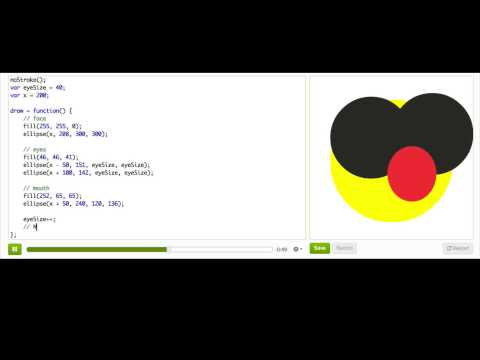 noStroke();
var eyeSize = 40;
var x = 200;
draw = function() {
// face
fill(255, 255, 0);
ellipse(x, 208, 300, 300);
// eyes
fill(46, 46, 41);
ellipse(x - 50, 151, eyeSize, eyeSize);
ellipse(x + 100, 142, eyeSize, eyeSize);
// mouth
fill(252, 65, 65);
ellipse(x + 50, 240, 120, 136);
eyeSize++;
};
-0:49
Save
Restart